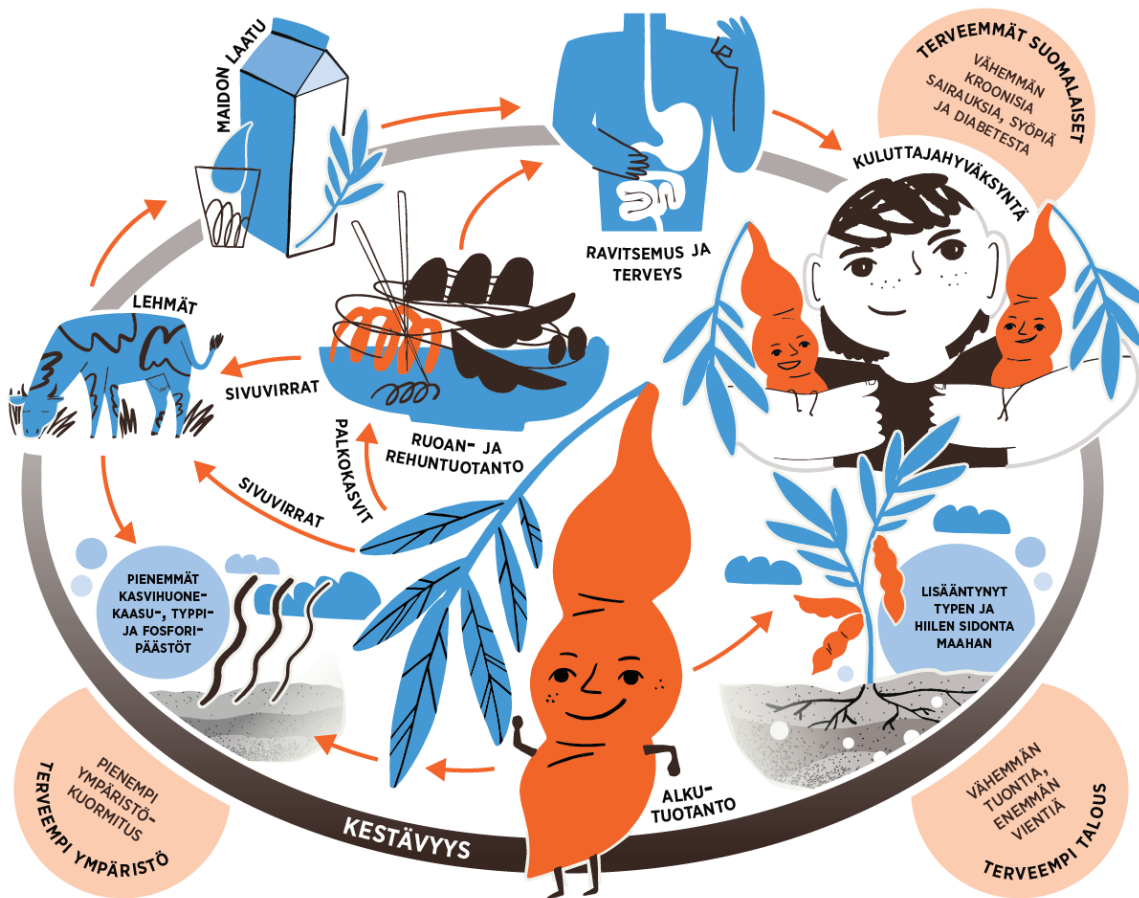 MAIDON LAATU
TERVEEMMÄT SUOMALAISET
VÄHEMMÄN
KROONISIA
SAIRAUKSIA, SYÖPIÄ
JA DIABETESTA
KULUTTAJAHYVÄKSYNTÄ
RAVITSEMUS JA
TERVEYS
LEHMÄT
SIVUVIRRAT
RUOAN- JA
REHUNTUOTANTO
PALKOKASVIT
SIVUVIRRAT
PIENEMMÄT
KASVIHUONE-
KAASU-, TYPPI-
JA FOSFORI-
PÄÄSTÖT
LISÄÄNTYNYT
TYPEN JA
HIILEN SIDONTA
MAAHAN
ALKU-
TUOTANTO
KESTÄVYYS
PIENEMPI
YMPÄRISTÖ-
KUORMITUS
TERVEEMPI YMPÄRISTÖ
VÄHEMMÄN
TUONTIA,
ENEMMÄN
VIENTIÄ
TERVEEMPI TALOUS